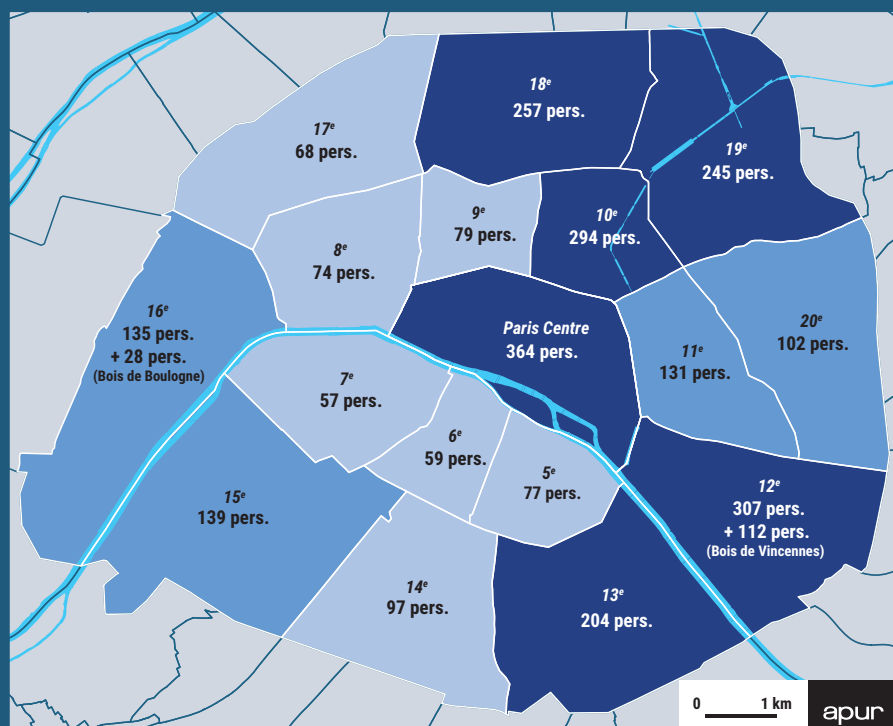 18e
257 pers.
17e
68 pers.
19e
245 pers.
9e
79 pers.
10e
294 pers.
8e
74 pers.
16e
135 pers.
+ 28 pers.
(Bois de Boulogne)
Paris Centre
364 pers.
20e
102 pers.
11e
131 pers.
7e
57 pers.
6e
59 pers.
5e
77 pers.
15e
139 pers.
12e
307 pers.
+ 112 pers.
(Bois de Vincennes)
14e
97 pers.
13e
204 pers.
0 1 km
apur